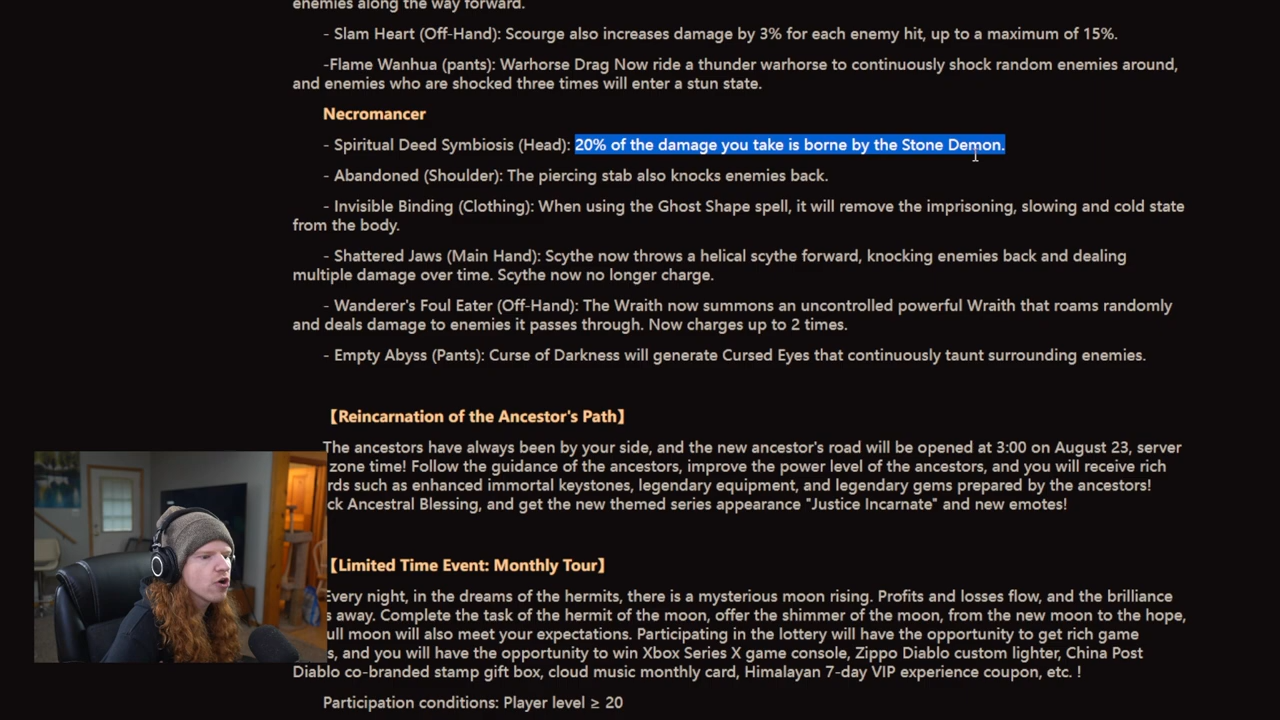 enemies along the way forward.
- Slam Heart (Off-Hand): Scourge also increases damage by 3% for each enemy hit, up to a maximum of 15%.
-Flame Wanhua (pants): Warhorse Drag Now ride a thunder warhorse to continuously shock random enemies around,
and enemies who are shocked three times will enter a stun state.
Necromancer
- Spiritual Deed Symbiosis (Head): 20% of the damage you take is borne by the Stone Demon.
- Abandoned (Shoulder): The piercing stab also knocks enemies back.
- Invisible Binding (Clothing): When using the Ghost Shape spell, it will remove the imprisoning, slowing and cold state
from the body.
- Shattered Jaws (Main Hand): Scythe now throws a helical scythe forward, knocking enemies back and dealing
multiple damage over time. Scythe now no longer charge.
- Wanderer's Foul Eater (Off-Hand): The Wraith now summons an uncontrolled powerful Wraith that roams randomly
and deals damage to enemies it passes through. Now charges up to 2 times.
- Empty Abyss (Pants): Curse of Darkness will generate Cursed Eyes that continuously taunt surrounding enemies.
【Reincarnation of the Ancestor's Path】
The ancestors have always been by your side, and the new ancestor's road will be opened at 3:00 on August 23, server
zone time! Follow the guidance of the ancestors, improve the power level of the ancestors, and you will receive rich
rds such as enhanced immortal keystones, legendary equipment, and legendary gems prepared by the ancestors!
ck Ancestral Blessing, and get the new themed series appearance "Justice Incarnate" and new emotes!
【Limited Time Event: Monthly Tour】
Every night, in the dreams of the hermits, there is a mysterious moon rising. Profits and losses flow, and the brilliance
s away. Complete the task of the hermit of the moon, offer the shimmer of the moon, from the new moon to the hope,
ull moon will also meet your expectations. Participating in the lottery will have the opportunity to get rich game
s, and you will have the opportunity to win Xbox Series X game console, Zippo Diablo custom lighter, China Post
Diablo co-branded stamp gift box, cloud music monthly card, Himalayan 7-day VIP experience coupon, etc. !
Participation conditions: Player level ≥ 20